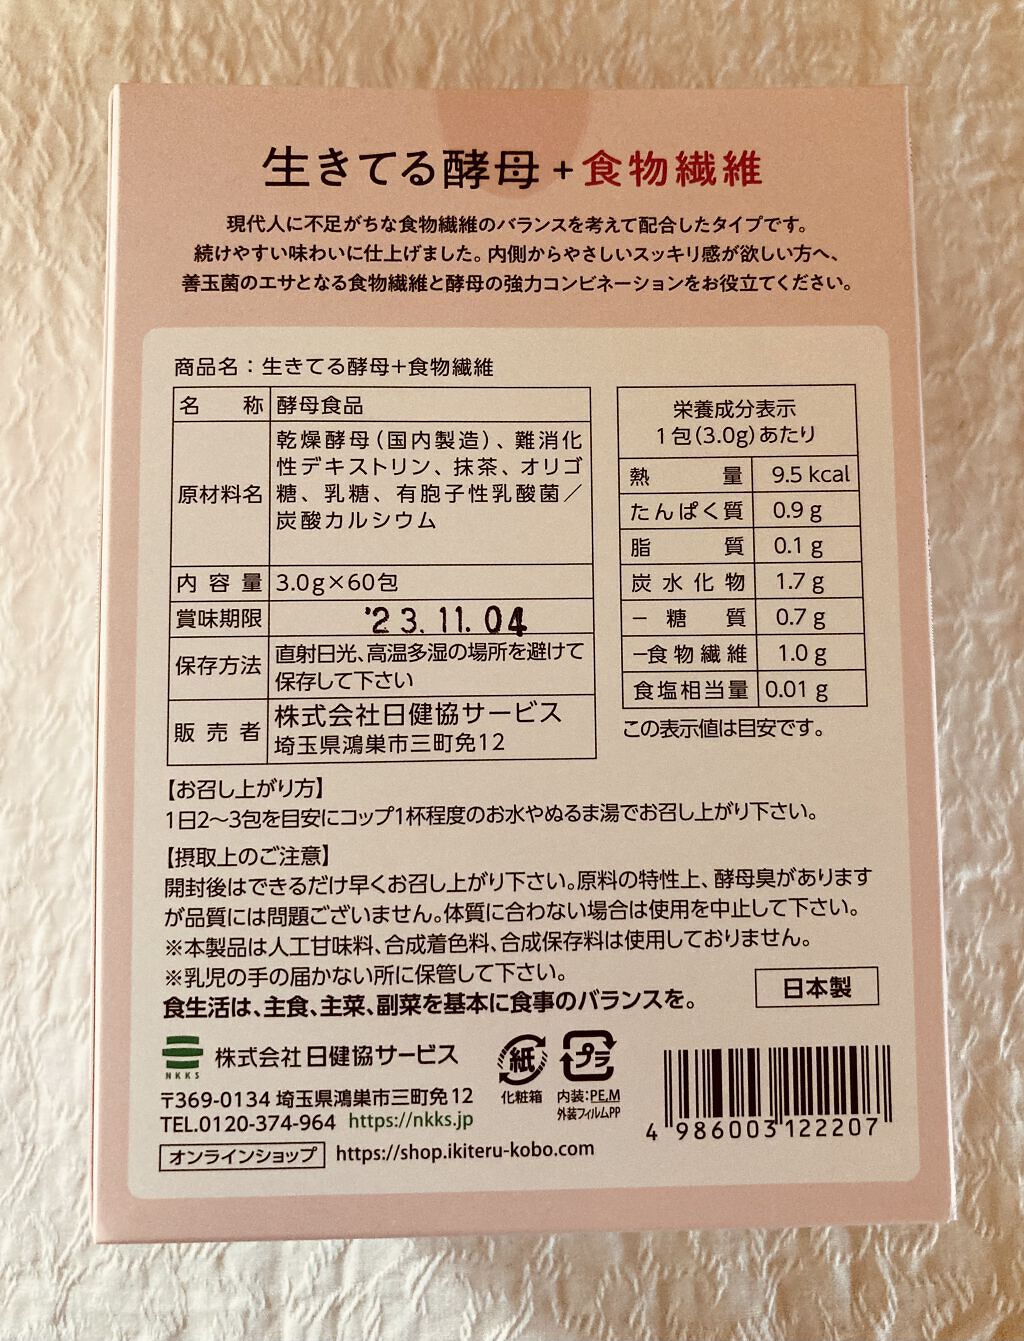 生きてる酵母+食物繊維
現代人に不足がちな食物繊維のバランスを考えて配合したタイプです。
続けやすい味わいに仕上げました。内側からやさしいスッキリ感が欲しい方へ、
善玉菌のエサとなる食物繊維と酵母の強力コンビネーションをお役立てください。
商品名：生きてる酵母+食物繊維
名称 酵母食品
原材料名 乾燥酵母(国内製造)、難消化
性デキストリン、抹茶、オリゴ
糖、乳糖、有胞子性乳酸菌／
炭酸カルシウム
内容量 3.0g×60包
賞味期限 '23.11.04
保存方法 直射日光、高温多湿の場所を避けて
保存して下さい
販売者 株式会社日健協サービス
埼玉県鴻巣市三町免12
栄養成分表示
1包(3.0g)あたり
熱量 9.5 kcal
たんぱく質 0.9 g
脂質 0.1 g
炭水化物 1.7 g
－糖質 0.7 g
－食物繊維 1.0 g
食塩相当量 0.01 g
この表示値は目安です。
【お召し上がり方】
1日2〜3包を目安にコップ1杯程度のお水やぬるま湯でお召し上がり下さい。
【摂取上のご注意】
開封後はできるだけ早くお召し上がり下さい。原料の特性上、酵母臭があります
が品質には問題ございません。体質に合わない場合は使用を中止して下さい。
※本製品は人工甘味料、合成着色料、合成保存料は使用しておりません。
※乳児の手の届かない所に保管して下さい。
食生活は、主食、主菜、副菜を基本に食事のバランスを。
日本製
NKKS
株式会社日健協サービス
〒369-0134 埼玉県鴻巣市三町免12
TEL.0120-374-964 https://nkks.jp
オンラインショップ https://shop.ikiteru-kobo.com
紙
化粧箱
プラ
内装:PE,M
外装フィルムPP
4 986003 122207